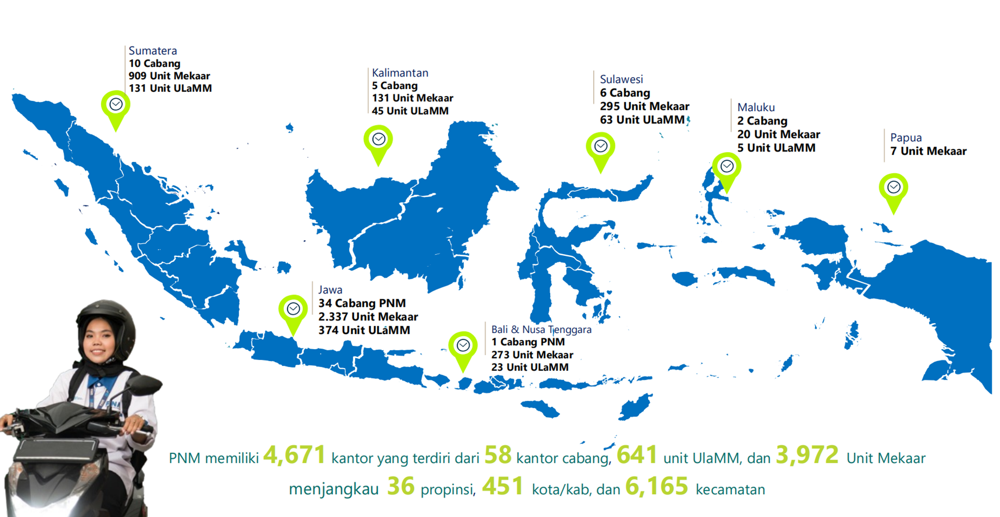 Sumatera
10 Cabang
909 Unit Mekaar
131 Unit ULaMM
Kalimantan
5 Cabang
131 Unit Mekaar
45 Unit ULaMM
Sulawesi
6 Cabang
295 Unit Mekaar
63 Unit ULaMM
Maluku
2 Cabang
20 Unit Mekaar
5 Unit ULaMM
Papua
7 Unit Mekaar
Jawa
34 Cabang PNM
2.337 Unit Mekaar
374 Unit ULaMM
Bali & Nusa Tenggara
1 Cabang PNM
273 Unit Mekaar
23 Unit ULaMM
PNM memiliki 4,671 kantor yang terdiri dari 58 kantor cabang, 641 unit UlaMM, dan 3,972 Unit Mekaar
menjangkau 36 propinsi, 451 kota/kab, dan 6,165 kecamatan